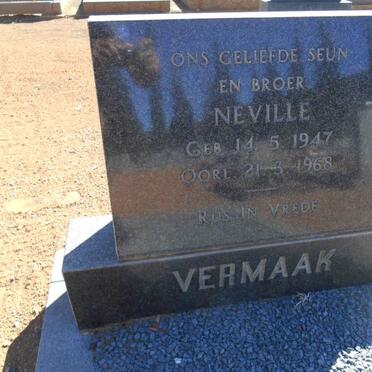 ONS GELIEFDE SEUN
EN BROER
NEVILLE
GEB 14. 5. 1947
OORL 21-3-1968
RUS IN VREDE
VERMAAK